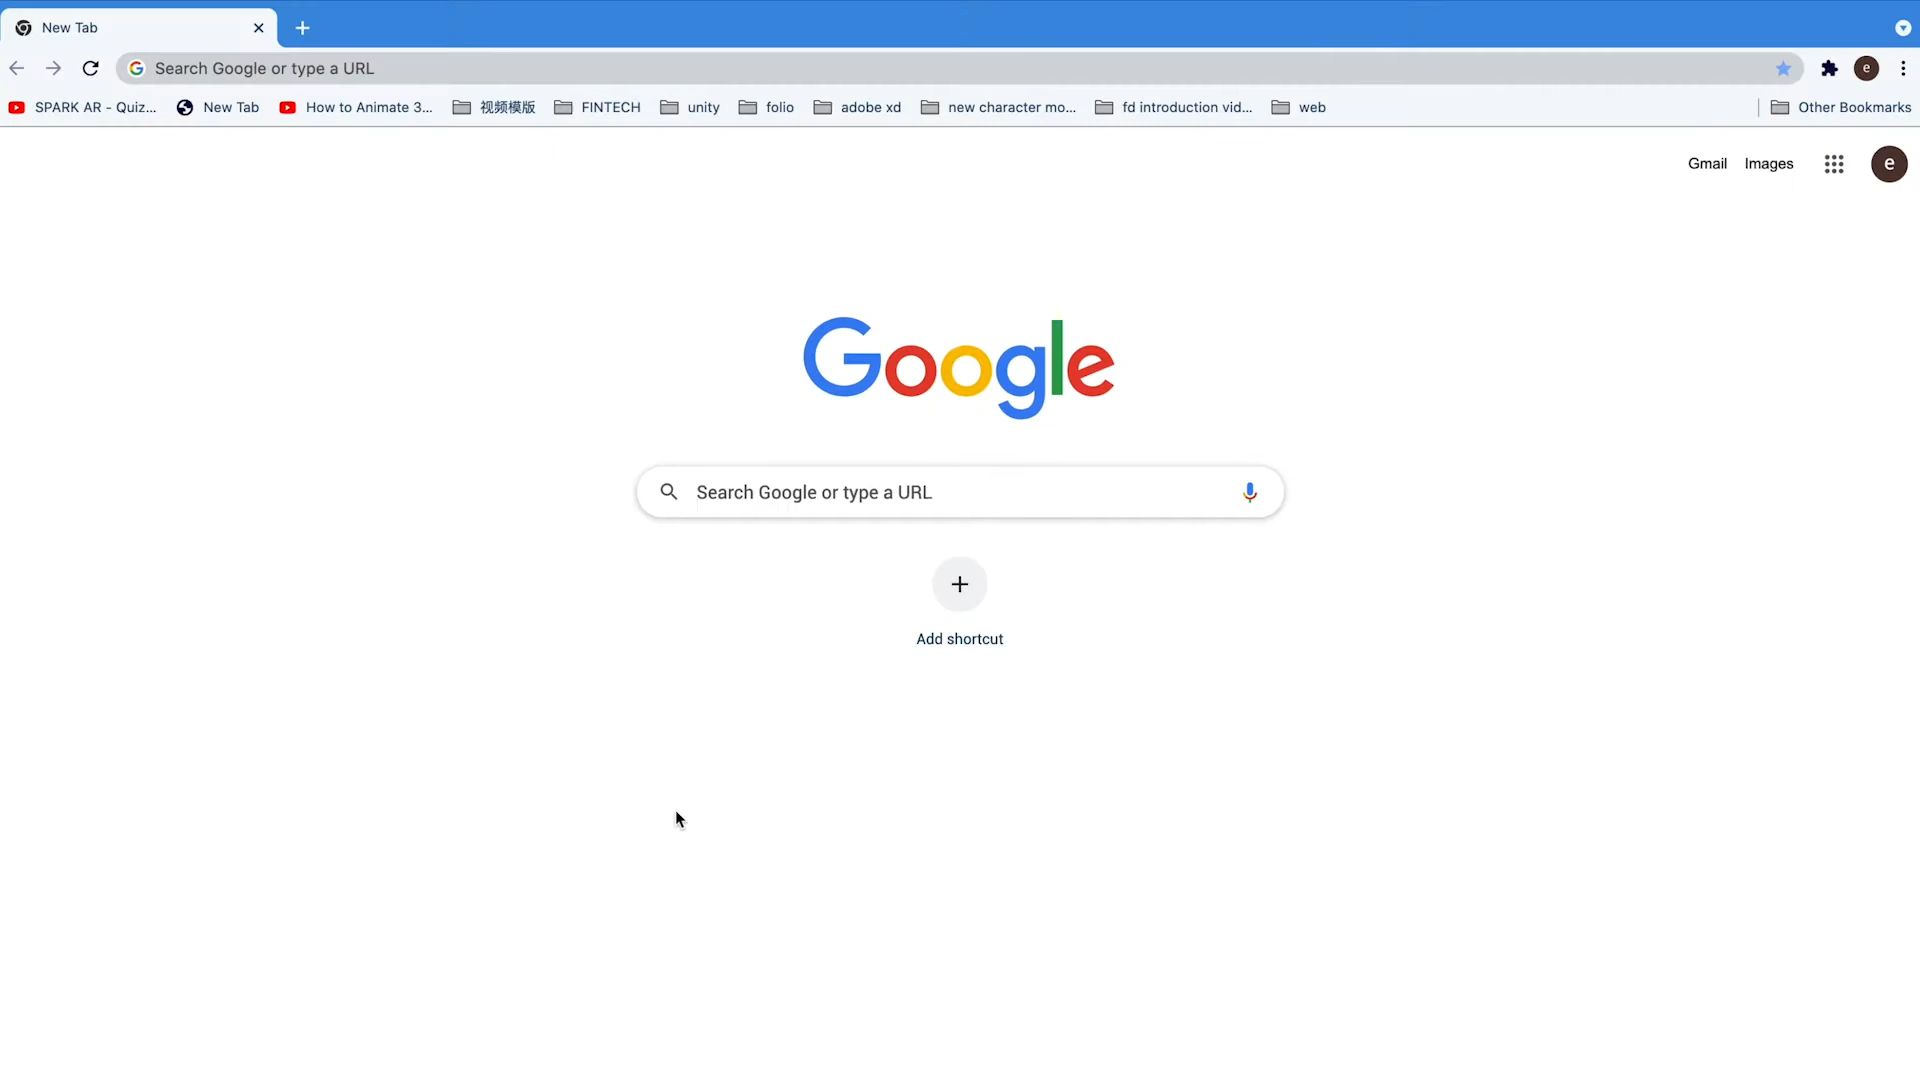 New Tab
Search Google or type a URL
SPARK AR - Quiz...
New Tab
How to Animate 3...
视频模版
FINTECH
unity
folio
adobe xd
new character mo...
fd introduction vid...
web
Other Bookmarks
e
Gmail
Images
e
Google
Search Google or type a URL
Add shortcut